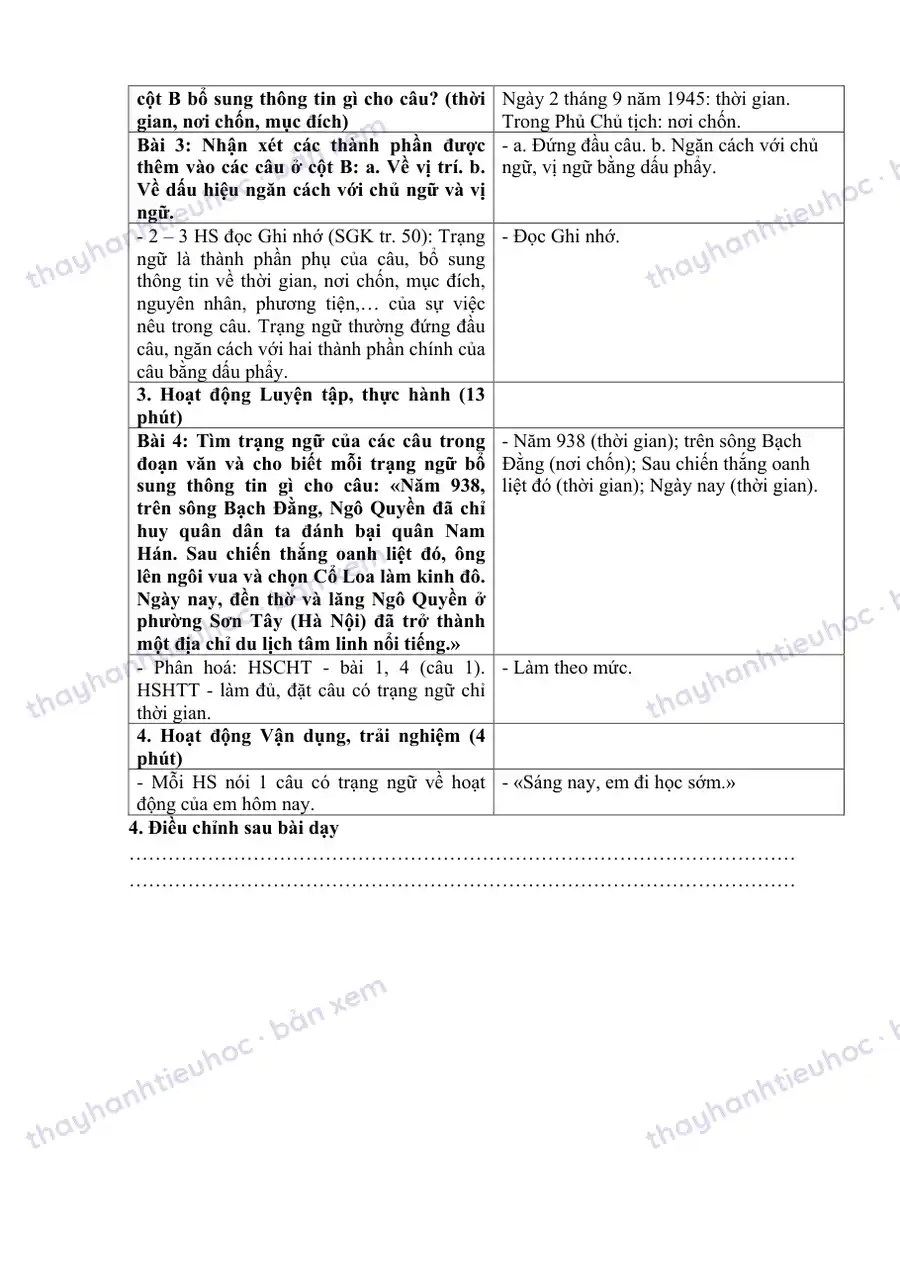 cột B bổ sung thông tin gì cho câu? (thời
gian, nơi chốn, mục đích)
Ngày 2 tháng 9 năm 1945: thời gian.
Trong Phủ Chủ tịch: nơi chốn.
Bài 3: Nhận xét các thành phần được
thêm vào các câu ở cột B: a. Về vị trí. b.
Về dấu hiệu ngăn cách với chủ ngữ và vị
ngữ.
- a. Đứng đầu câu. b. Ngăn cách với chủ
ngữ, vị ngữ bằng dấu phẩy.
- 2 – 3 HS đọc Ghi nhớ (SGK tr. 50): Trạng
ngữ là thành phần phụ của câu, bổ sung
thông tin về thời gian, nơi chốn, mục đích,
nguyên nhân, phương tiện,… của sự việc
nêu trong câu. Trạng ngữ thường đứng đầu
câu, ngăn cách với hai thành phần chính của
câu bằng dấu phẩy.
- Đọc Ghi nhớ.
3. Hoạt động Luyện tập, thực hành (13
phút)
Bài 4: Tìm trạng ngữ của các câu trong
đoạn văn và cho biết mỗi trạng ngữ bổ
sung thông tin gì cho câu: «Năm 938,
trên sông Bạch Đằng, Ngô Quyền đã chỉ
huy quân dân ta đánh bại quân Nam
Hán. Sau chiến thắng oanh liệt đó, ông
lên ngôi vua và chọn Cổ Loa làm kinh đô.
Ngày nay, đền thờ và lăng Ngô Quyền ở
phường Sơn Tây (Hà Nội) đã trở thành
một địa chỉ du lịch tâm linh nổi tiếng.»
- Năm 938 (thời gian); trên sông Bạch
Đằng (nơi chốn); Sau chiến thắng oanh
liệt đó (thời gian); Ngày nay (thời gian).
- Phân hoá: HSCHT - bài 1, 4 (câu 1).
HSHTT - làm đủ, đặt câu có trạng ngữ chỉ
thời gian.
- Làm theo mức.
4. Hoạt động Vận dụng, trải nghiệm (4
phút)
- Mỗi HS nói 1 câu có trạng ngữ về hoạt
động của em hôm nay.
- «Sáng nay, em đi học sớm.»
4. Điều chỉnh sau bài dạy
……………………………………………………………………………………………
……………………………………………………………………………………………
thayhanhtieuhoc · bản xem
thayhanhtieuhoc · b
thayhanhtieuhoc · bản xem
thayhanhtieuhoc · b
thayhanhtieuhoc · bản xem
thayhanhtieuhoc · b